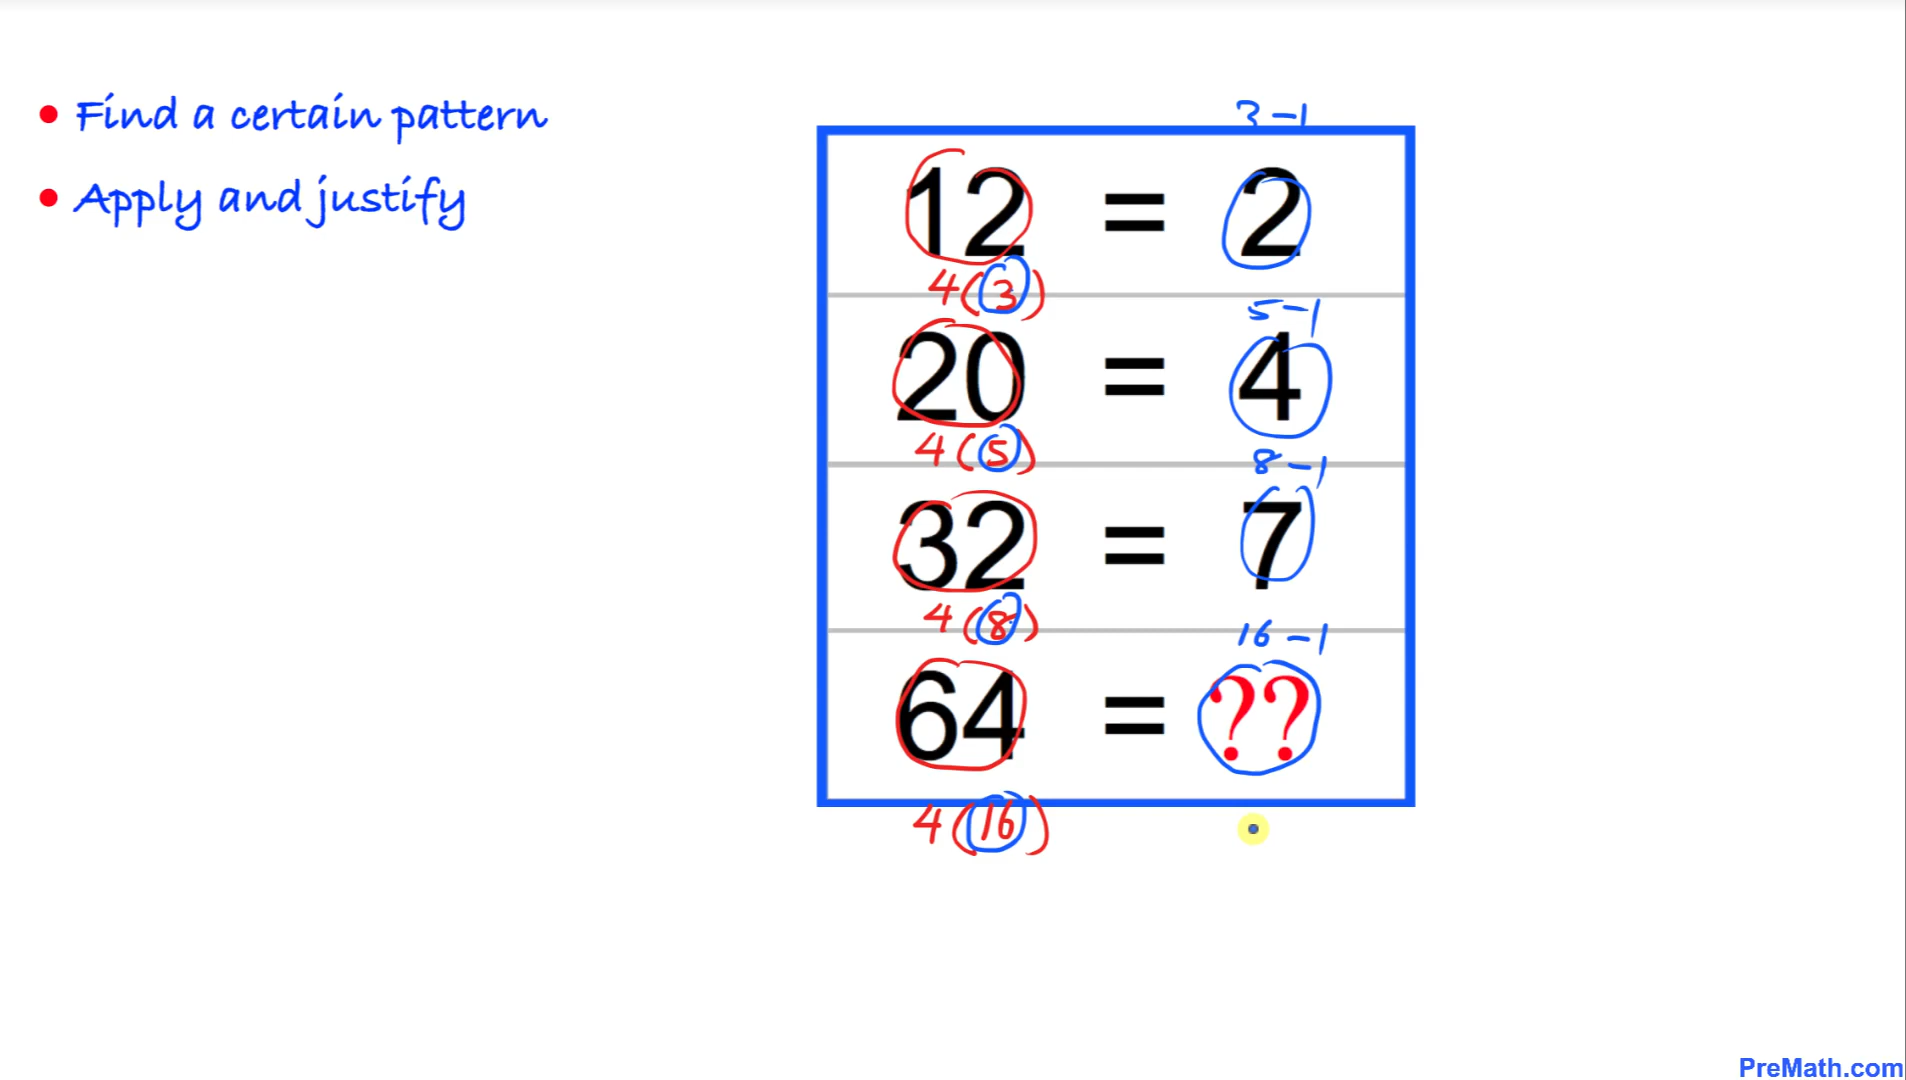 Find a certain pattern
Apply and justify
3 - 1
12 = 2
4 (3)
5 - 1
20 = 4
4 (5)
8 - 1
32 = 7
4 (8)
16 - 1
64 = ??
4 (16)
PreMath.com